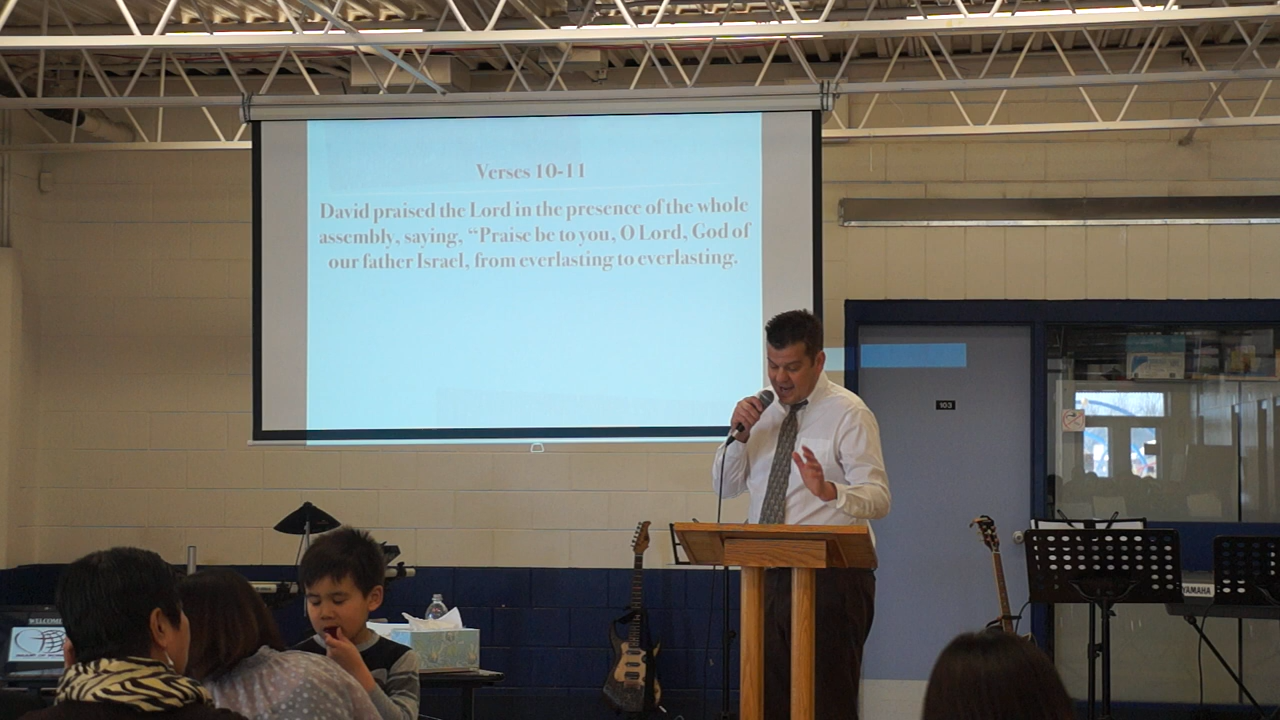 Verses 10-11
David praised the Lord in the presence of the whole
assembly, saying, “Praise be to you, O Lord, God of
our father Israel, from everlasting to everlasting.
103
YAMAHA